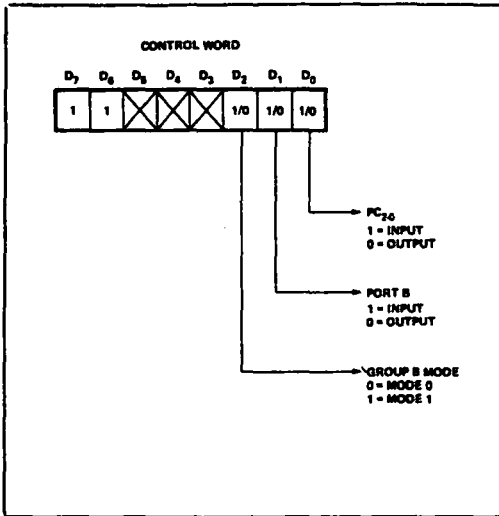 CONTROL WORD
D7 D6 D5 D4 D3 D2 D1 D0
1 1 1/0 1/0 1/0
PC2-0
1 = INPUT
0 = OUTPUT
PORT B
1 = INPUT
0 = OUTPUT
GROUP B MODE
0 = MODE 0
1 = MODE 1